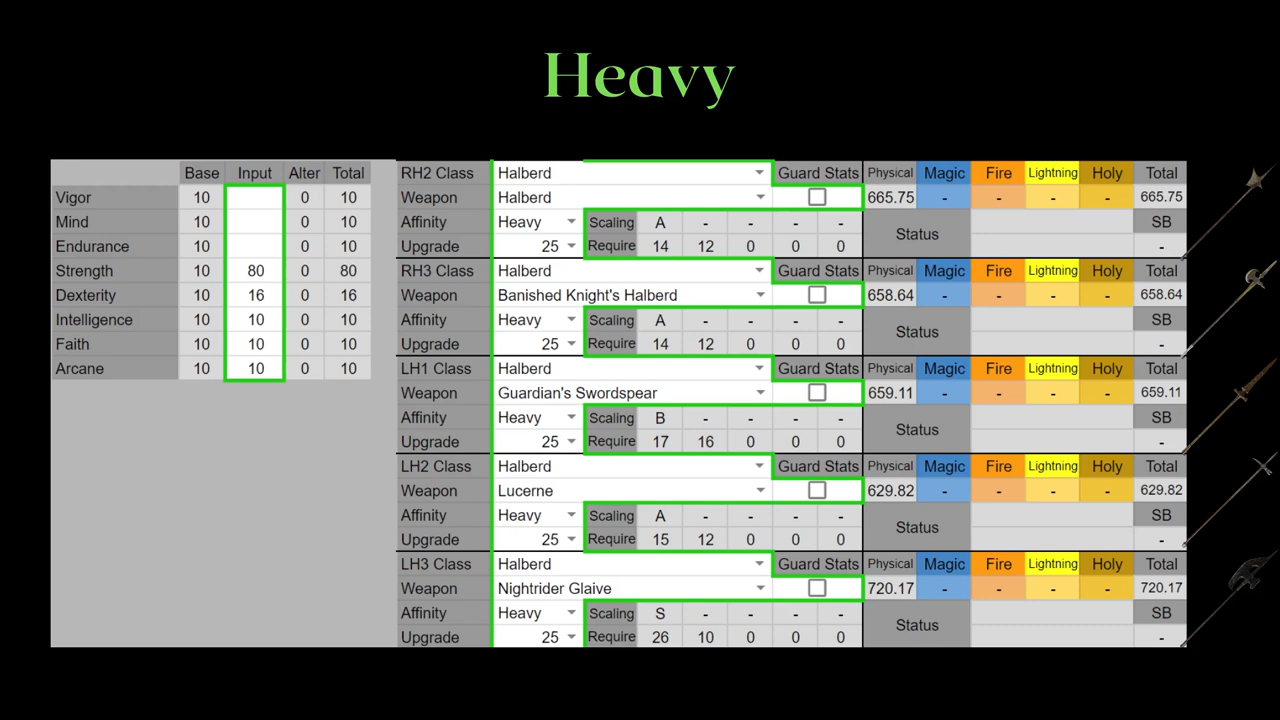 Heavy
Base Input Alter Total
Vigor 10 0 10
Mind 10 0 10
Endurance 10 0 10
Strength 10 80 0 80
Dexterity 10 16 0 16
Intelligence 10 10 0 10
Faith 10 10 0 10
Arcane 10 10 0 10
RH2 Class Halberd Guard Stats Physical Magic Fire Lightning Holy Total
Weapon Halberd 665.75 - - - - 665.75
Affinity Heavy Scaling A - - - - Status SB
Upgrade 25 Require 14 12 0 0 0 -
RH3 Class Halberd Guard Stats Physical Magic Fire Lightning Holy Total
Weapon Banished Knight's Halberd 658.64 - - - - 658.64
Affinity Heavy Scaling A - - - - Status SB
Upgrade 25 Require 14 12 0 0 0 -
LH1 Class Halberd Guard Stats Physical Magic Fire Lightning Holy Total
Weapon Guardian's Swordspear 659.11 - - - - 659.11
Affinity Heavy Scaling B - - - - Status SB
Upgrade 25 Require 17 16 0 0 0 -
LH2 Class Halberd Guard Stats Physical Magic Fire Lightning Holy Total
Weapon Lucerne 629.82 - - - - 629.82
Affinity Heavy Scaling A - - - - Status SB
Upgrade 25 Require 15 12 0 0 0 -
LH3 Class Halberd Guard Stats Physical Magic Fire Lightning Holy Total
Weapon Nightrider Glaive 720.17 - - - - 720.17
Affinity Heavy Scaling S - - - - Status SB
Upgrade 25 Require 26 10 0 0 0 -